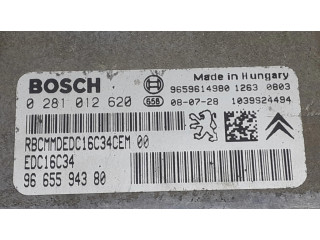 BOSCH
Made in Hungary
9659614980 1263 0803
0 281 012 620
658 08-07-28 1039S24494
RBCMMDEDC16C34CEM 00
EDC16C34
96 655 943 80